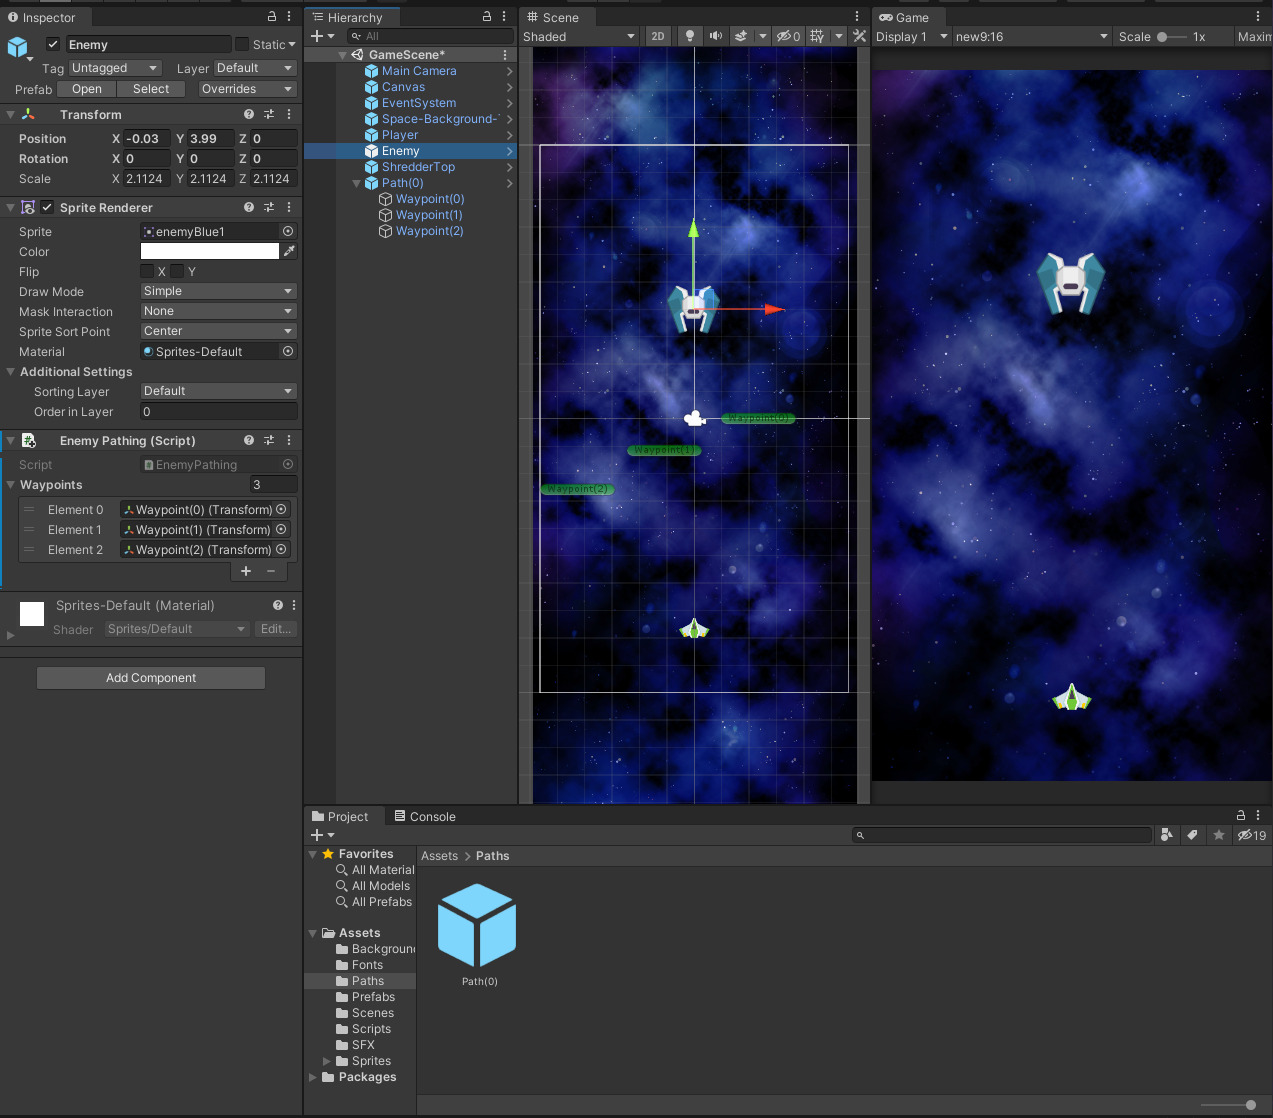 Inspector
Enemy
Static
Tag Untagged Layer Default
Prefab Open Select Overrides
Transform
Position X -0.03 Y 3.99 Z 0
Rotation X 0 Y 0 Z 0
Scale X 2.1124 Y 2.1124 Z 2.1124
Sprite Renderer
Sprite enemyBlue1
Color
Flip X Y
Draw Mode Simple
Mask Interaction None
Sprite Sort Point Center
Material Sprites-Default
Additional Settings
Sorting Layer Default
Order in Layer 0
Enemy Pathing (Script)
Script # EnemyPathing
Waypoints 3
Element 0 Waypoint(0) (Transform)
Element 1 Waypoint(1) (Transform)
Element 2 Waypoint(2) (Transform)
+ −
Sprites-Default (Material)
Shader Sprites/Default Edit...
Add Component
Hierarchy
All
GameScene*
Main Camera
Canvas
EventSystem
Space-Background-
Player
Enemy
ShredderTop
Path(0)
Waypoint(0)
Waypoint(1)
Waypoint(2)
Scene
Shaded 2D 0
Waypoint(0)
Waypoint(1)
Waypoint(2)
Game
Display 1 new9:16 Scale 1x Maxim
Project Console
19
Favorites
All Material
All Models
All Prefabs
Assets
Background
Fonts
Paths
Prefabs
Scenes
Scripts
SFX
Sprites
Packages
Assets > Paths
Path(0)